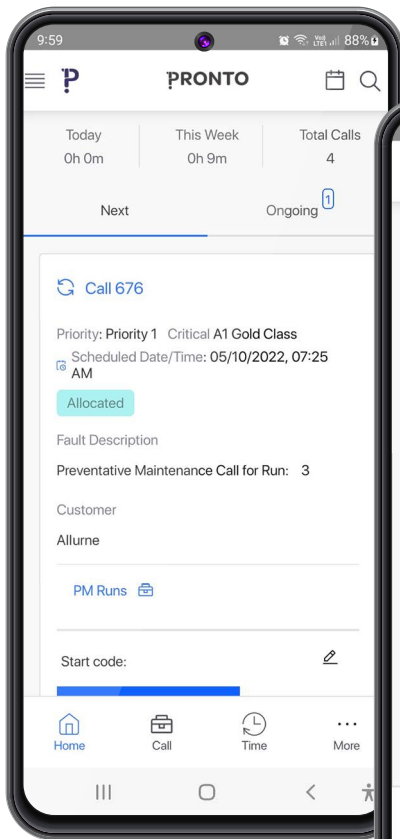 9:59 Vo) LTE1 88%
PRONTO
Today This Week Total Calls
0h 0m 0h 9m 4
Next Ongoing 1
Call 676
Priority: Priority 1 Critical A1 Gold Class
Scheduled Date/Time: 05/10/2022, 07:25
AM
Allocated
Fault Description
Preventative Maintenance Call for Run: 3
Customer
Allurne
PM Runs
Start code:
Home Call Time More